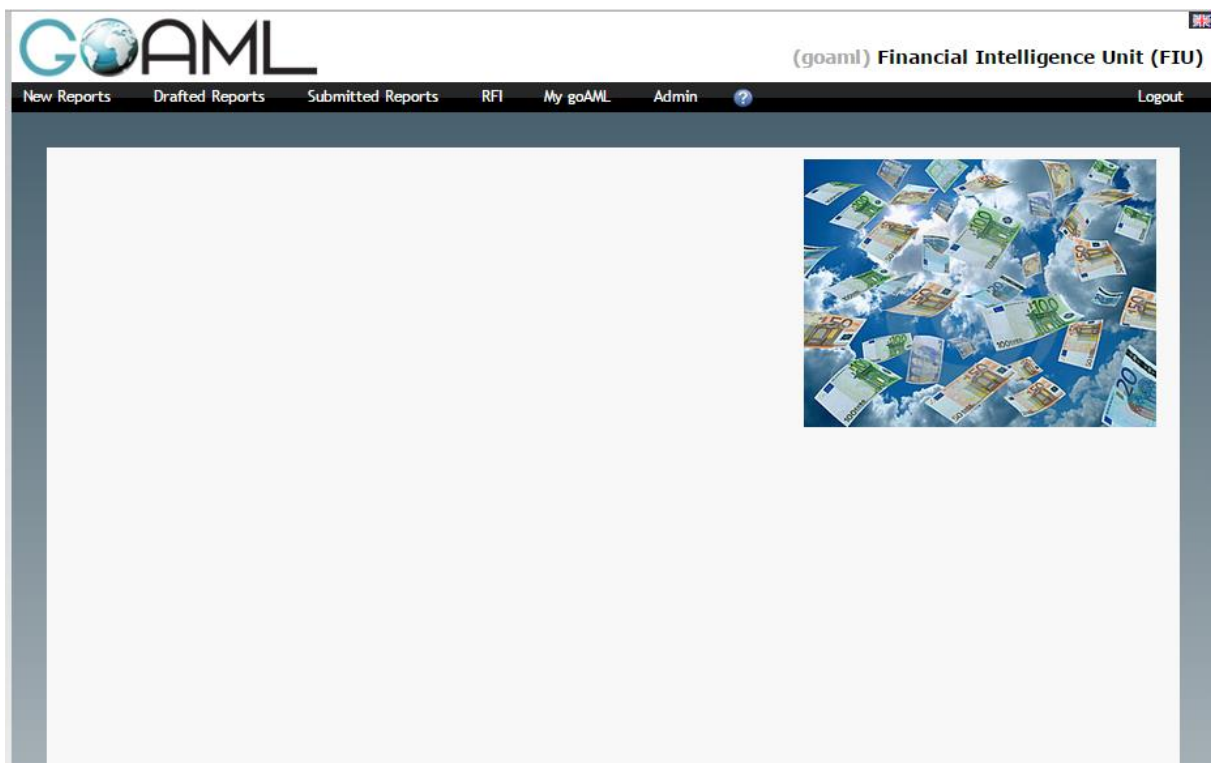 GOAML
(goaml) Financial Intelligence Unit (FIU)
New Reports Drafted Reports Submitted Reports RFI My goAML Admin ? Logout